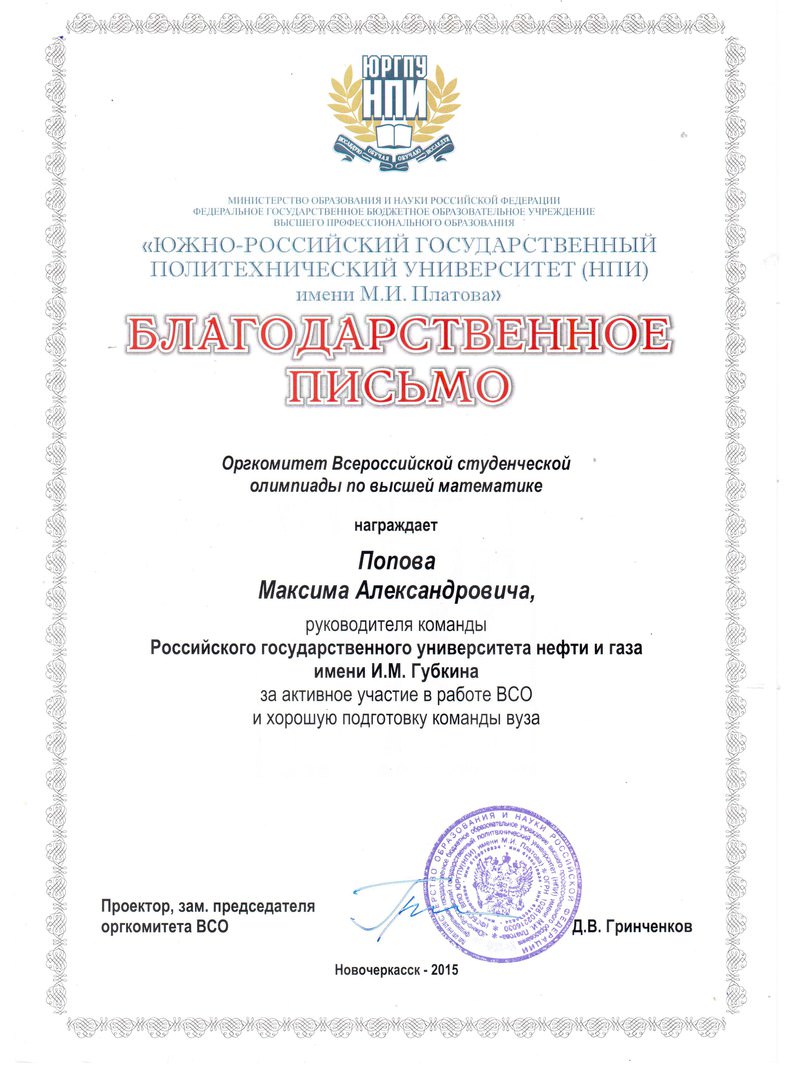 ЮРГПУ
НПИ
МИНИСТЕРСТВО ОБРАЗОВАНИЯ И НАУКИ РОССИЙСКОЙ ФЕДЕРАЦИИ
ФЕДЕРАЛЬНОЕ ГОСУДАРСТВЕННОЕ БЮДЖЕТНОЕ ОБРАЗОВАТЕЛЬНОЕ УЧРЕЖДЕНИЕ
ВЫСШЕГО ПРОФЕССИОНАЛЬНОГО ОБРАЗОВАНИЯ
«ЮЖНО-РОССИЙСКИЙ ГОСУДАРСТВЕННЫЙ
ПОЛИТЕХНИЧЕСКИЙ УНИВЕРСИТЕТ (НПИ)
имени М.И. Платова»
БЛАГОДАРСТВЕННОЕ
ПИСЬМО
Оргкомитет Всероссийской студенческой
олимпиады по высшей математике
награждает
Попова
Максима Александровича,
руководителя команды
Российского государственного университета нефти и газа
имени И.М. Губкина
за активное участие в работе ВСО
и хорошую подготовку команды вуза
Проректор, зам. председателя
оргкомитета ВСО
Д.В. Гринченков
Новочеркасск - 2015